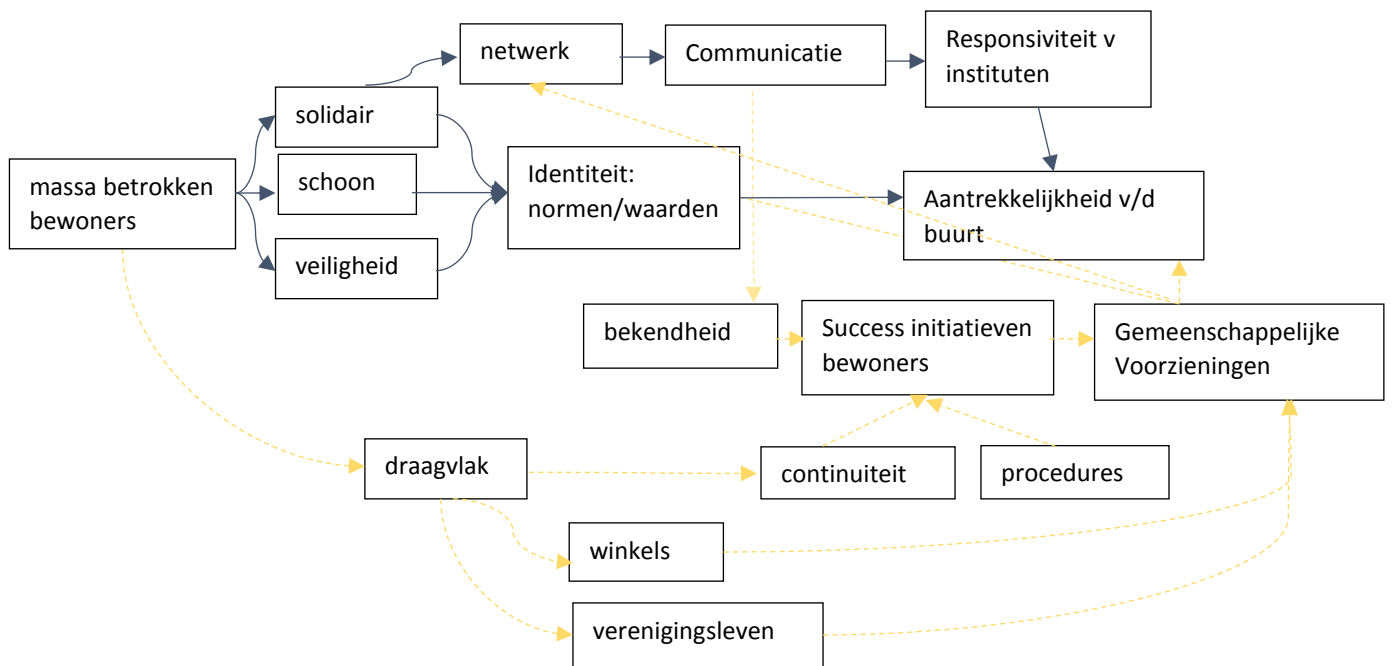 netwerk
Communicatie
Responsiviteit v
instituten
solidair
massa betrokken
bewoners
schoon
Identiteit:
normen/waarden
Aantrekkelijkheid v/d
buurt
veiligheid
bekendheid
Success initiatieven
bewoners
Gemeenschappelijke
Voorzieningen
draagvlak
continuiteit
procedures
winkels
verenigingsleven